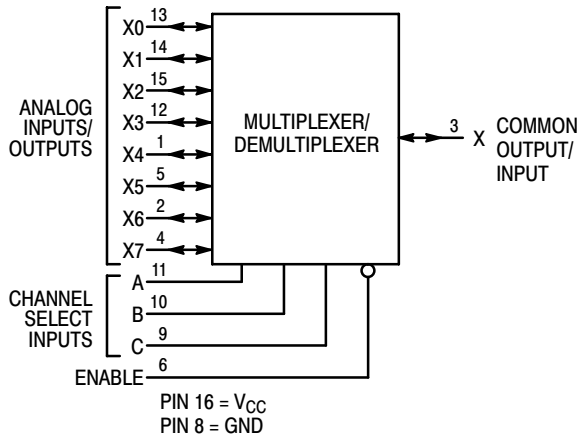 X0 13
X1 14
X2 15
X3 12
X4 1
X5 5
X6 2
X7 4
ANALOG
INPUTS/
OUTPUTS
MULTIPLEXER/
DEMULTIPLEXER
3 X
COMMON
OUTPUT/
INPUT
A 11
B 10
C 9
CHANNEL
SELECT
INPUTS
ENABLE 6
PIN 16 = VCC
PIN 8 = GND